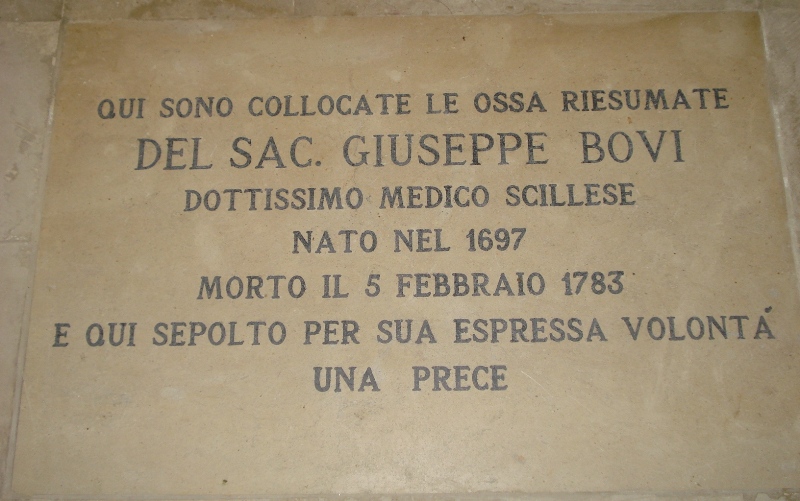 QUI SONO COLLOCATE LE OSSA RIESUMATE
DEL SAC. GIUSEPPE BOVI
DOTTISSIMO MEDICO SCILLESE
NATO NEL 1697
MORTO IL 5 FEBBRAIO 1783
E QUI SEPOLTO PER SUA ESPRESSA VOLONTÁ
UNA PRECE